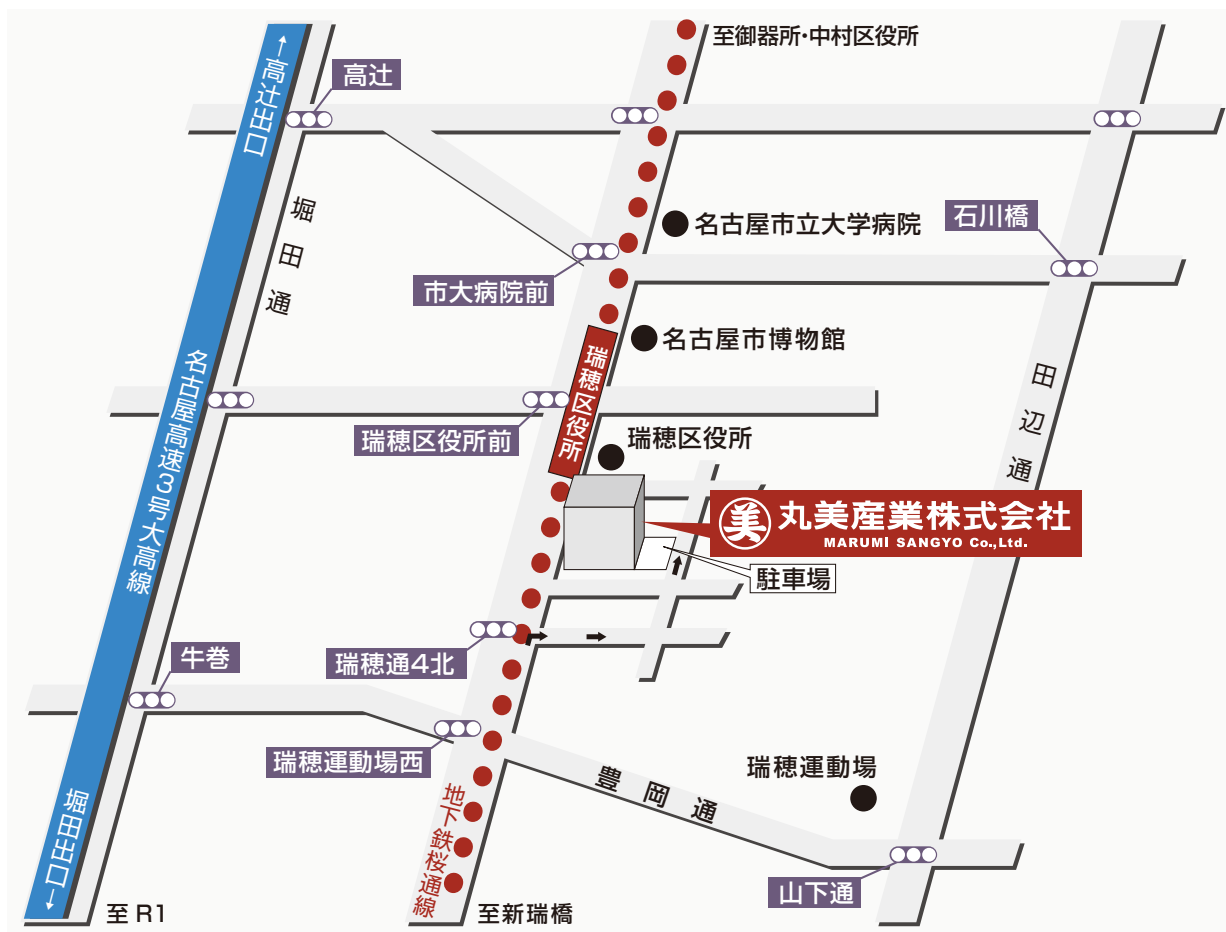 至御器所・中村区役所
←高辻出口
高辻
堀田通
名古屋市立大学病院
石川橋
市大病院前
名古屋市博物館
名古屋高速3号大高線
瑞穂区役所
田辺通
瑞穂区役所前
瑞穂区役所
美
丸美産業株式会社
MARUMI SANGYO Co.,Ltd.
駐車場
牛巻
瑞穂通4北
瑞穂運動場西
瑞穂運動場
豊岡通
地下鉄桜通線
堀田出口→
山下通
至 R1
至新瑞橋